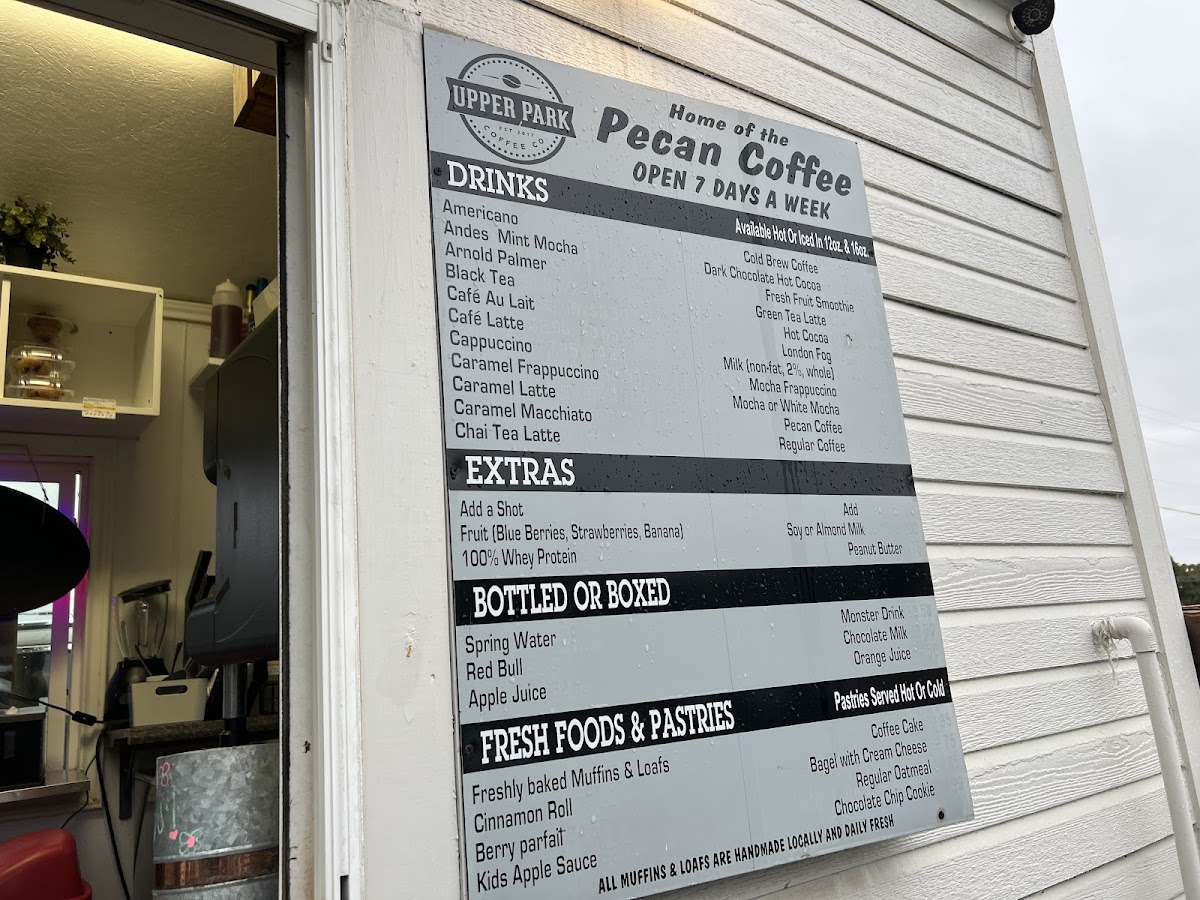 UPPER PARK
EST. 2017
COFFEE CO
Home of the
Pecan Coffee
OPEN 7 DAYS A WEEK
DRINKS
Available Hot Or Iced In 12oz. & 16oz.
Americano
Andes Mint Mocha
Arnold Palmer
Black Tea
Café Au Lait
Café Latte
Cappuccino
Caramel Frappuccino
Caramel Latte
Caramel Macchiato
Chai Tea Latte
Cold Brew Coffee
Dark Chocolate Hot Cocoa
Fresh Fruit Smoothie
Green Tea Latte
Hot Cocoa
London Fog
Milk (non-fat, 2%, whole)
Mocha Frappuccino
Mocha or White Mocha
Pecan Coffee
Regular Coffee
EXTRAS
Add a Shot
Fruit (Blue Berries, Strawberries, Banana)
100% Whey Protein
Add
Soy or Almond Milk
Peanut Butter
BOTTLED OR BOXED
Spring Water
Red Bull
Apple Juice
Monster Drink
Chocolate Milk
Orange Juice
FRESH FOODS & PASTRIES
Pastries Served Hot Or Cold
Freshly baked Muffins & Loafs
Cinnamon Roll
Berry parfait
Kids Apple Sauce
Coffee Cake
Bagel with Cream Cheese
Regular Oatmeal
Chocolate Chip Cookie
ALL MUFFINS & LOAFS ARE HANDMADE LOCALLY AND DAILY FRESH